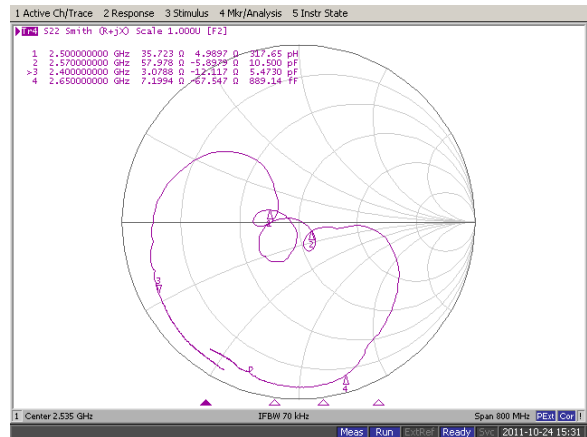 1 Active Ch/Trace 2 Response 3 Stimulus 4 Mkr/Analysis 5 Instr State
Tr4 S22 Smith (R+jX) Scale 1.000U [F2]
1 2.500000000 GHz 35.723 Ω 4.9897 Ω 317.65 pH
2 2.570000000 GHz 57.978 Ω -5.8979 Ω 10.500 pF
>3 2.400000000 GHz 3.0788 Ω -12.117 Ω 5.4730 pF
4 2.650000000 GHz 7.1994 Ω -67.547 Ω 889.14 fF
1
2
3
4
1 Center 2.535 GHz IFBW 70 kHz Span 800 MHz PExt Cor !
Meas Run ExtRef Ready Svc 2011-10-24 15:31